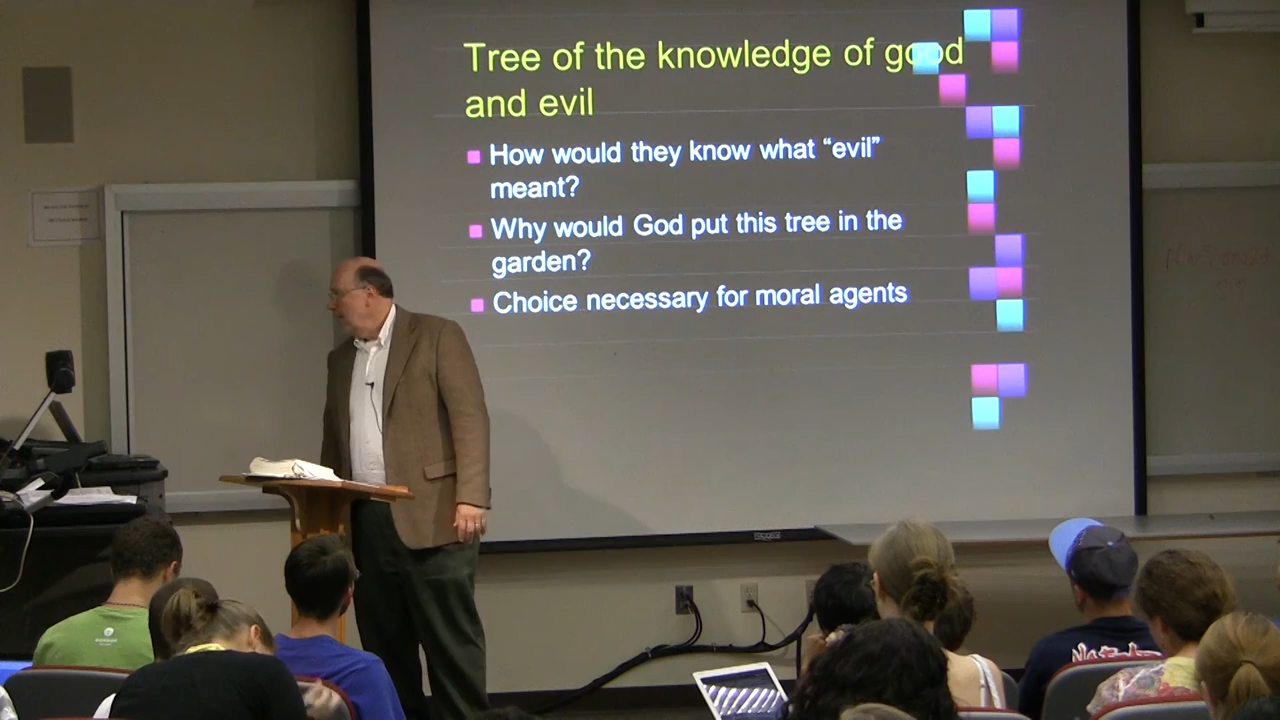 Tree of the knowledge of good
and evil
How would they know what “evil”
meant?
Why would God put this tree in the
garden?
Choice necessary for moral agents